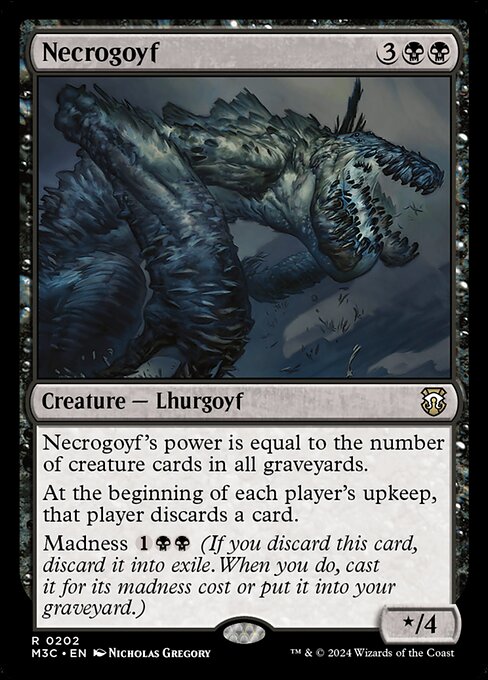 Necrogoyf 3
Creature — Lhurgoyf
Necrogoyf's power is equal to the number
of creature cards in all graveyards.
At the beginning of each player's upkeep,
that player discards a card.
Madness 1 (If you discard this card,
discard it into exile. When you do, cast
it for its madness cost or put it into your
graveyard.)
*/4
R 0202
M3C • EN Nicholas Gregory ™ & © 2024 Wizards of the Coast